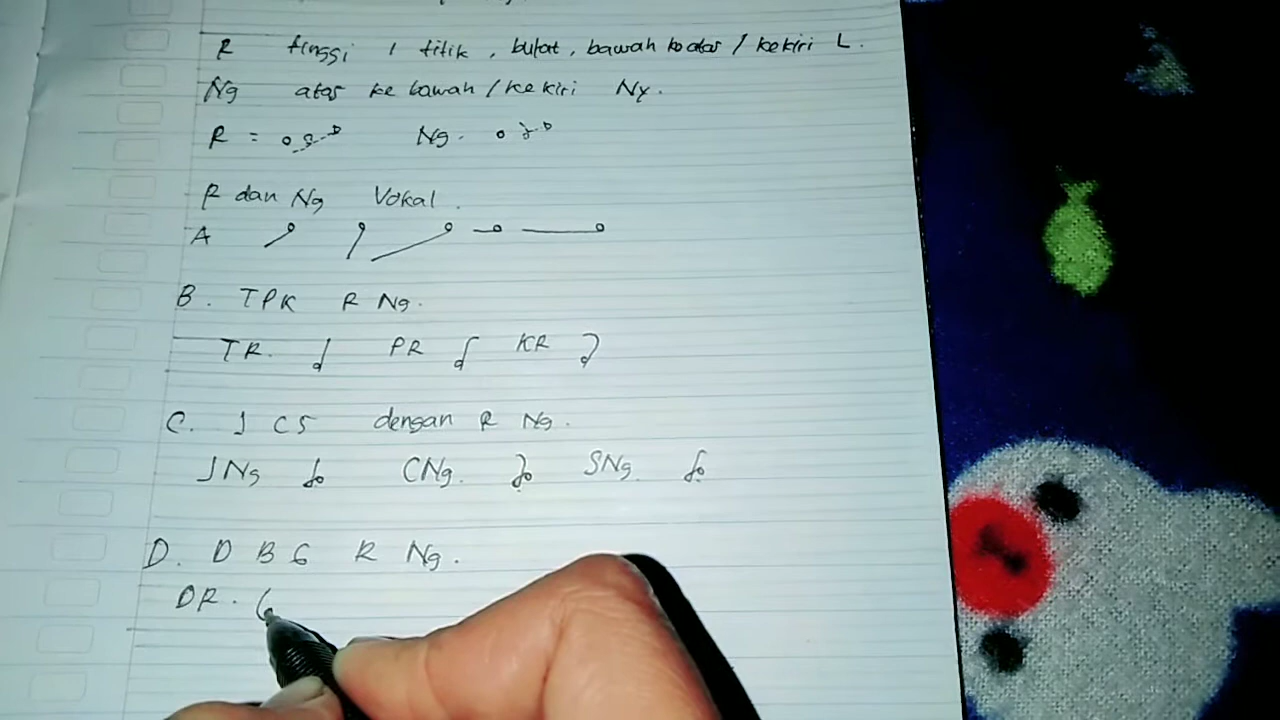 R tinggi 1 titik, bulat, bawah ke atas / ke kiri L.
Ng atas ke bawah / ke kiri Ny.
R = Ng.
R dan Ng Vokal.
A
B. TPK R Ng.
TR. PR KR
C. J C S dengan R Ng.
JNg CNg. SNg.
D. D B G R Ng.
DR.